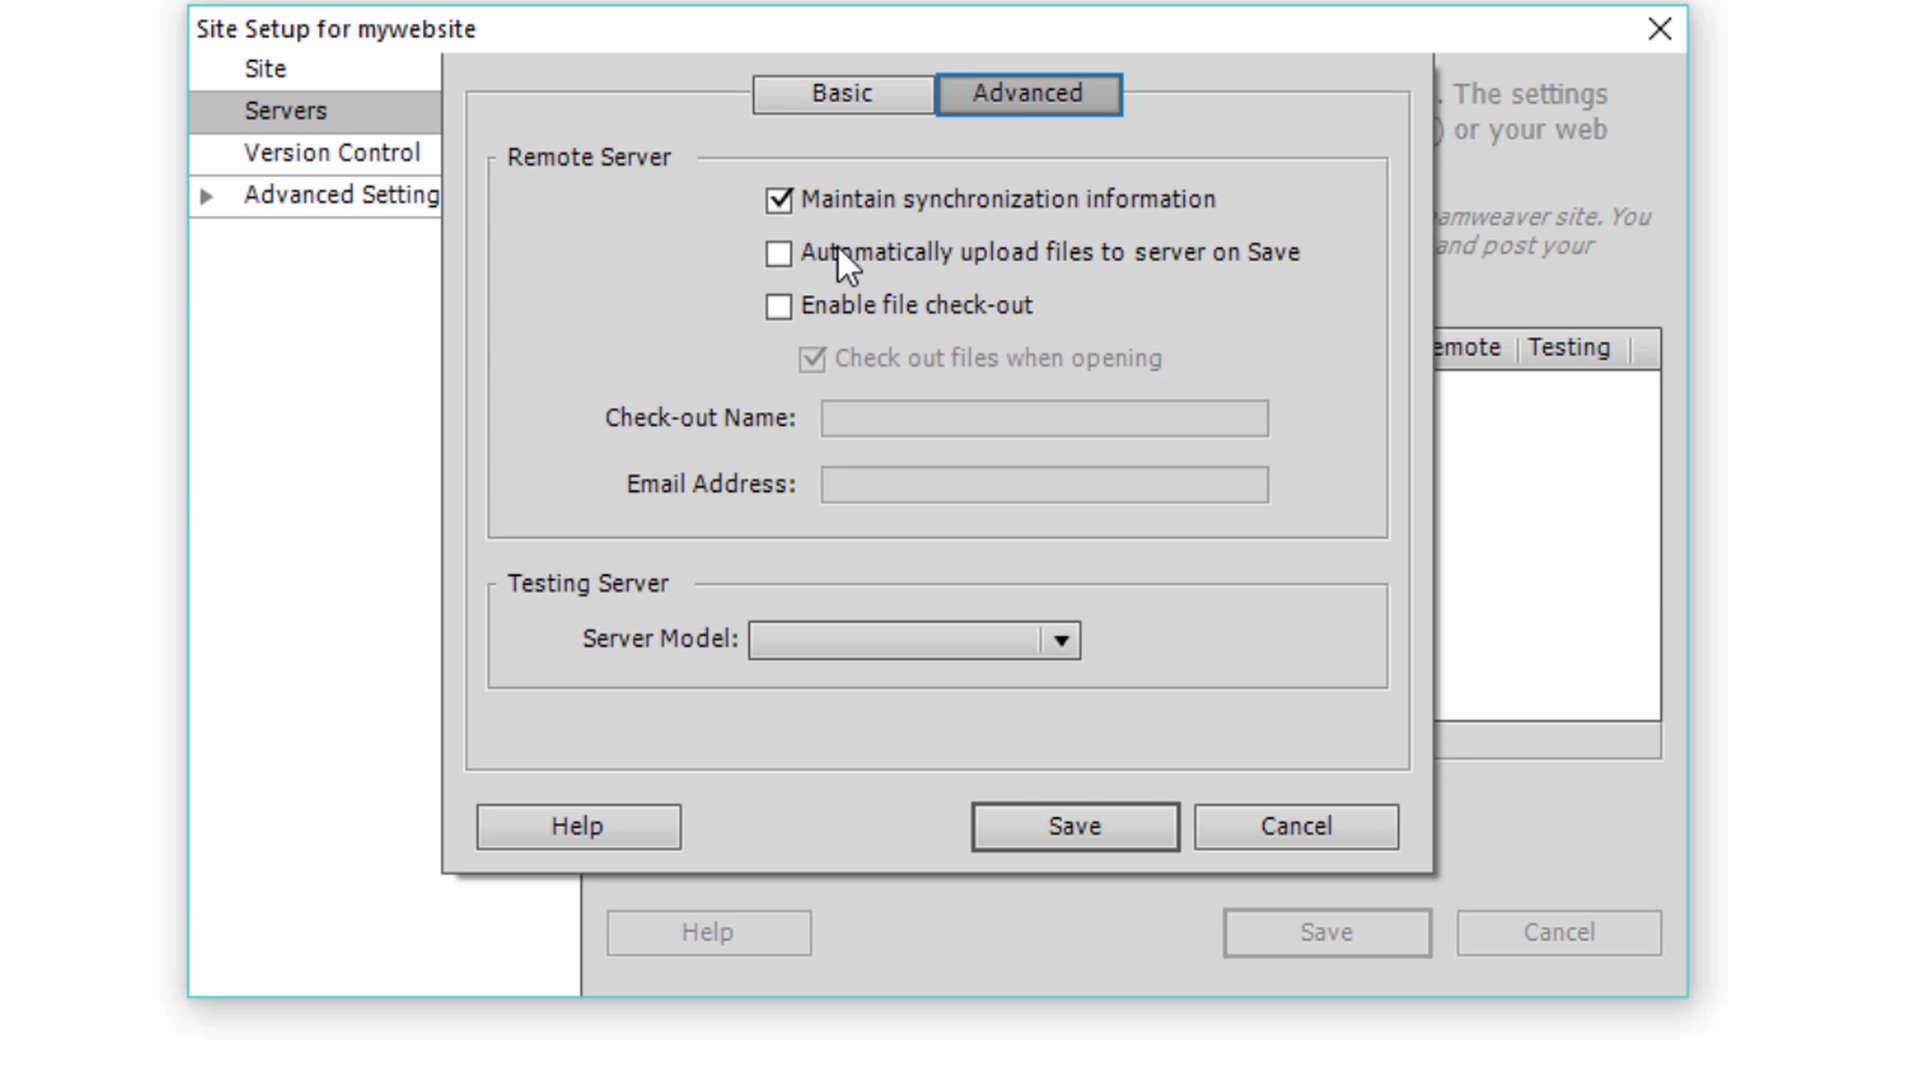 Site Setup for mywebsite
Site
Servers
Version Control
Advanced Setting
Basic
Advanced
. The settings
) or your web
Remote Server
Maintain synchronization information
Automatically upload files to server on Save
amweaver site. You
and post your
Enable file check-out
Check out files when opening
emote
Testing
Check-out Name:
Email Address:
Testing Server
Server Model:
Help
Save
Cancel
Help
Save
Cancel